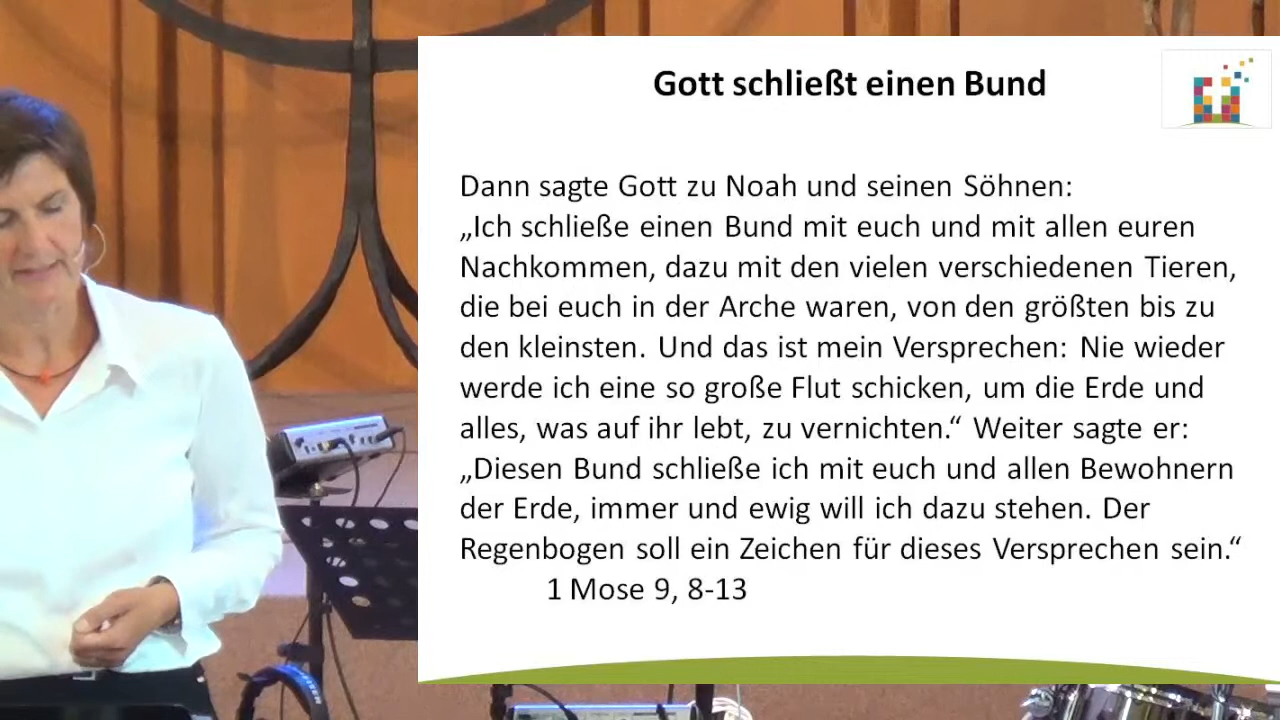 Gott schließt einen Bund
Dann sagte Gott zu Noah und seinen Söhnen:
„Ich schließe einen Bund mit euch und mit allen euren
Nachkommen, dazu mit den vielen verschiedenen Tieren,
die bei euch in der Arche waren, von den größten bis zu
den kleinsten. Und das ist mein Versprechen: Nie wieder
werde ich eine so große Flut schicken, um die Erde und
alles, was auf ihr lebt, zu vernichten.“ Weiter sagte er:
„Diesen Bund schließe ich mit euch und allen Bewohnern
der Erde, immer und ewig will ich dazu stehen. Der
Regenbogen soll ein Zeichen für dieses Versprechen sein.“
1 Mose 9, 8-13